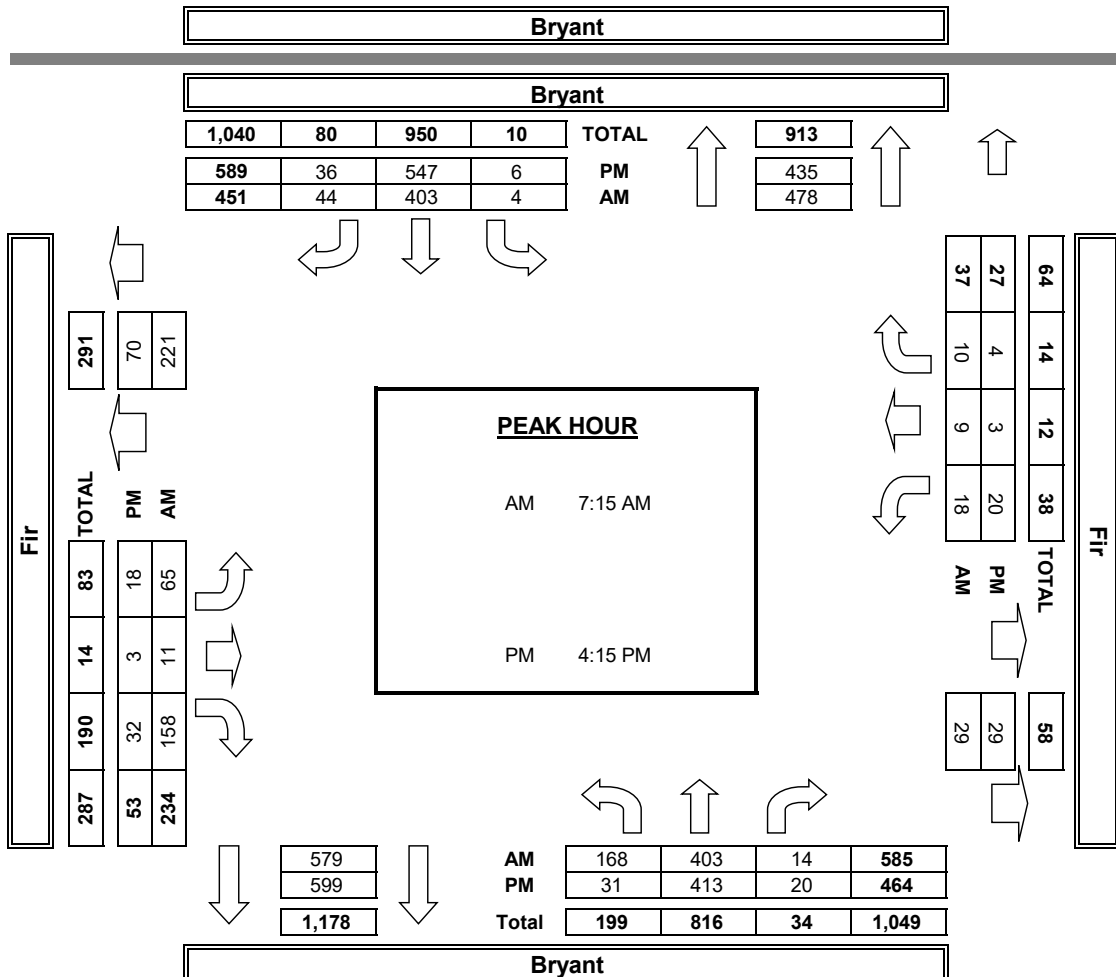 Bryant
Bryant
1,040 80 950 10 TOTAL 913
589 36 547 6 PM 435
451 44 403 4 AM 478
Fir
291 70 221
TOTAL PM AM
83 18 65
14 3 11
190 32 158
287 53 234
PEAK HOUR
AM 7:15 AM
PM 4:15 PM
37 27 64
10 4 14
9 3 12
18 20 38
AM PM TOTAL
29 29 58
Fir
579 AM 168 403 14 585
599 PM 31 413 20 464
1,178 Total 199 816 34 1,049
Bryant